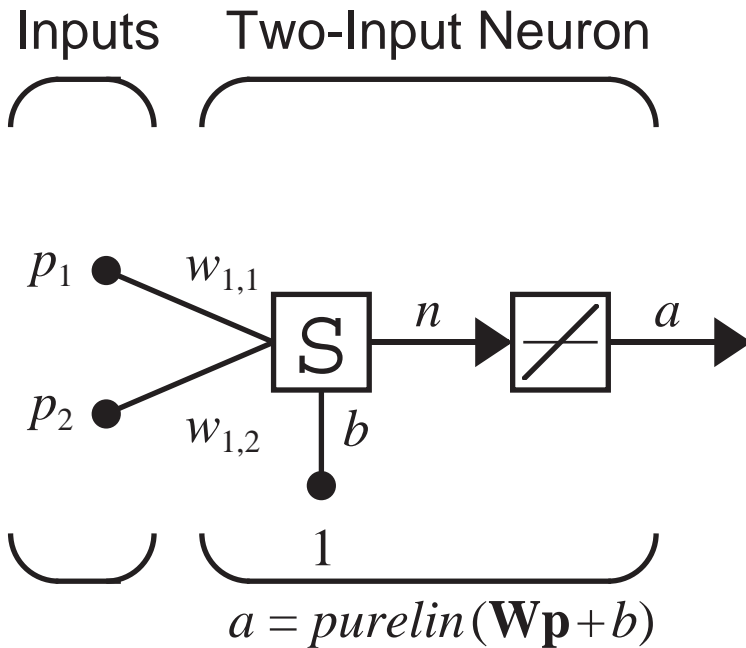 Inputs Two-Input Neuron
p1 w1,1
S n a
p2 w1,2 b
1
a = purelin(Wp+b)